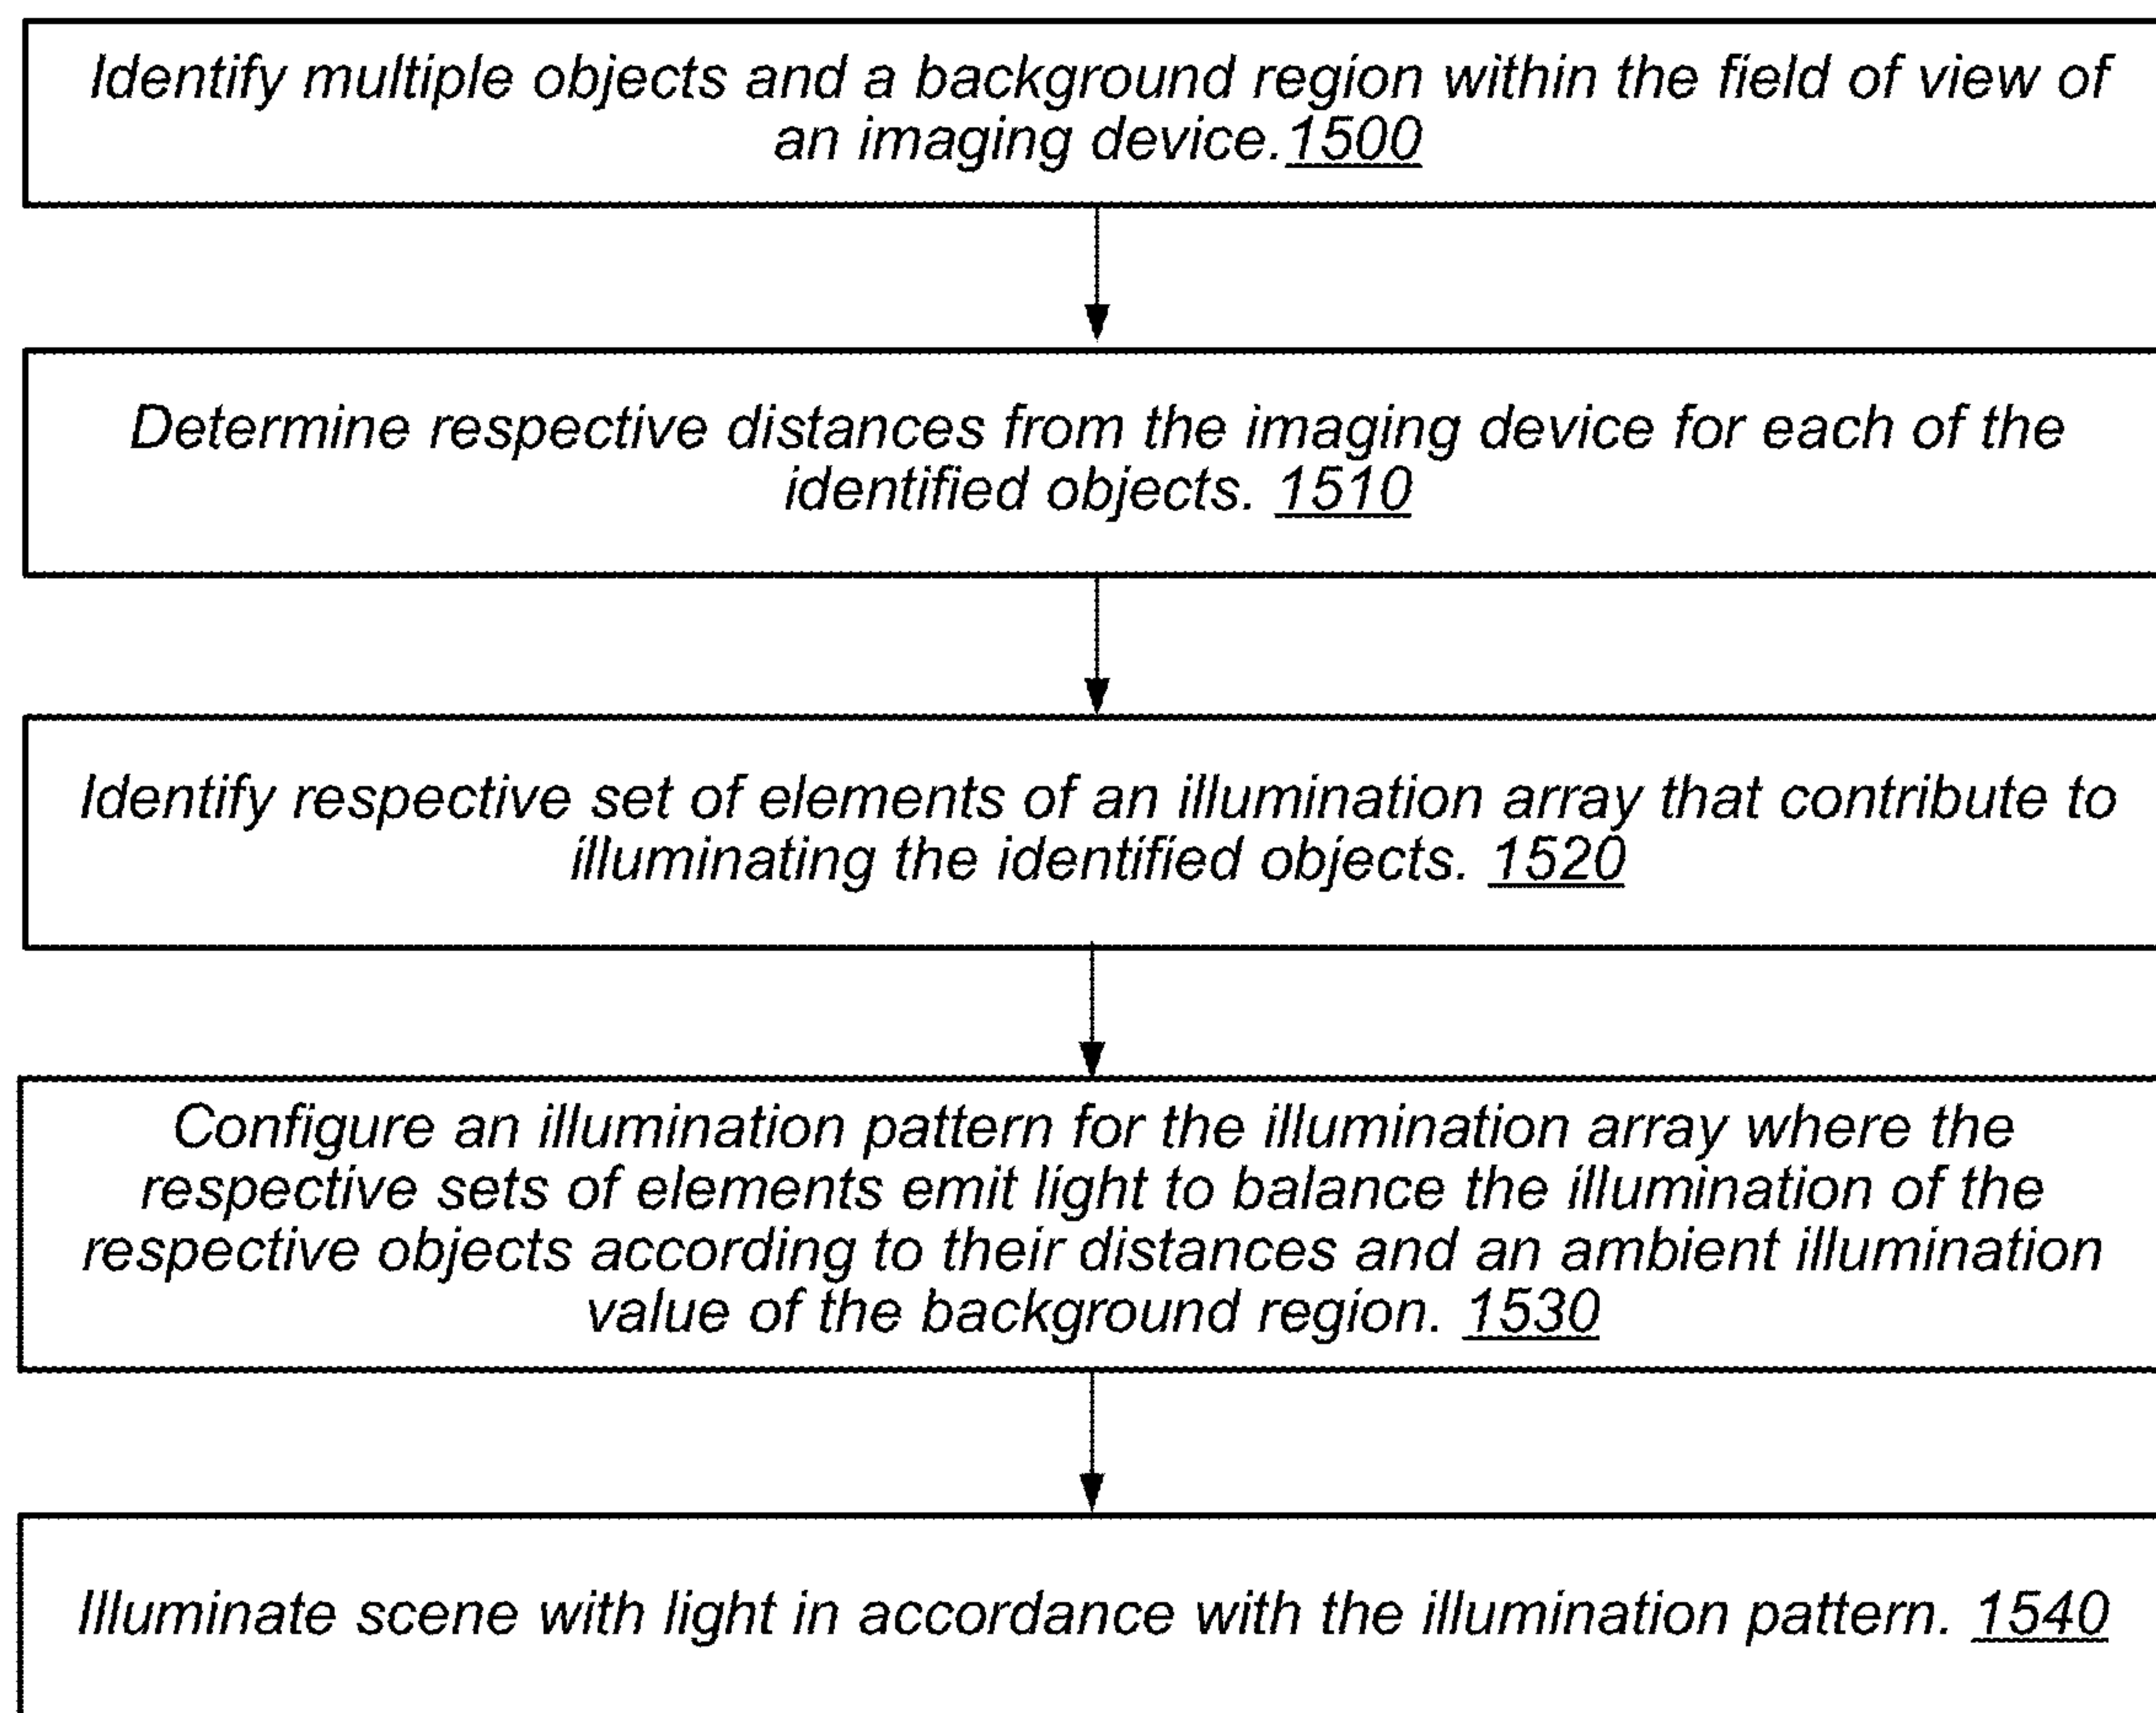 Identify multiple objects and a background region within the field of view of
an imaging device.1500
Determine respective distances from the imaging device for each of the
identified objects. 1510
Identify respective set of elements of an illumination array that contribute to
illuminating the identified objects. 1520
Configure an illumination pattern for the illumination array where the
respective sets of elements emit light to balance the illumination of the
respective objects according to their distances and an ambient illumination
value of the background region. 1530
Illuminate scene with light in accordance with the illumination pattern. 1540